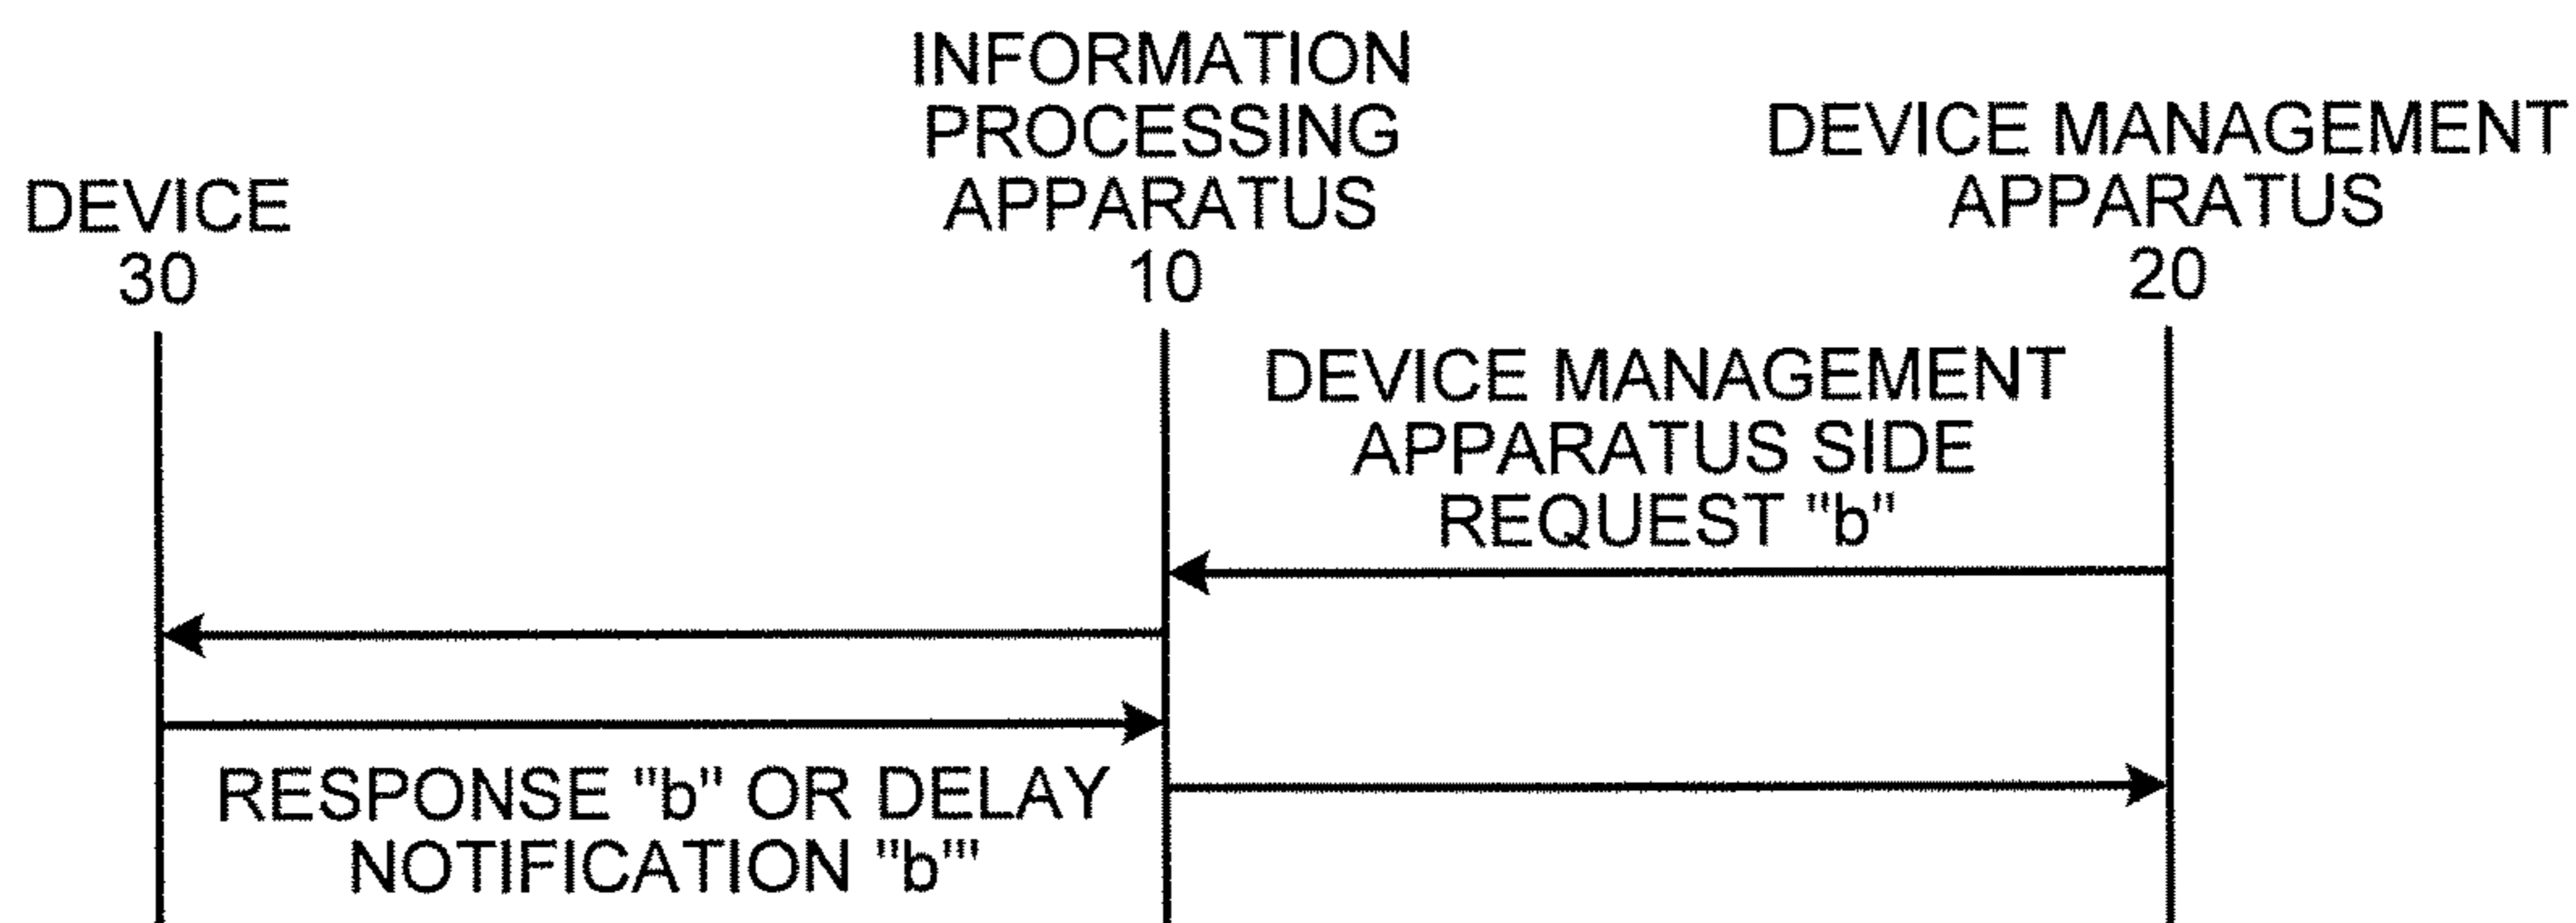 DEVICE
30
INFORMATION
PROCESSING
APPARATUS
10
DEVICE MANAGEMENT
APPARATUS
20
DEVICE MANAGEMENT
APPARATUS SIDE
REQUEST "b"
RESPONSE "b" OR DELAY
NOTIFICATION "b'"